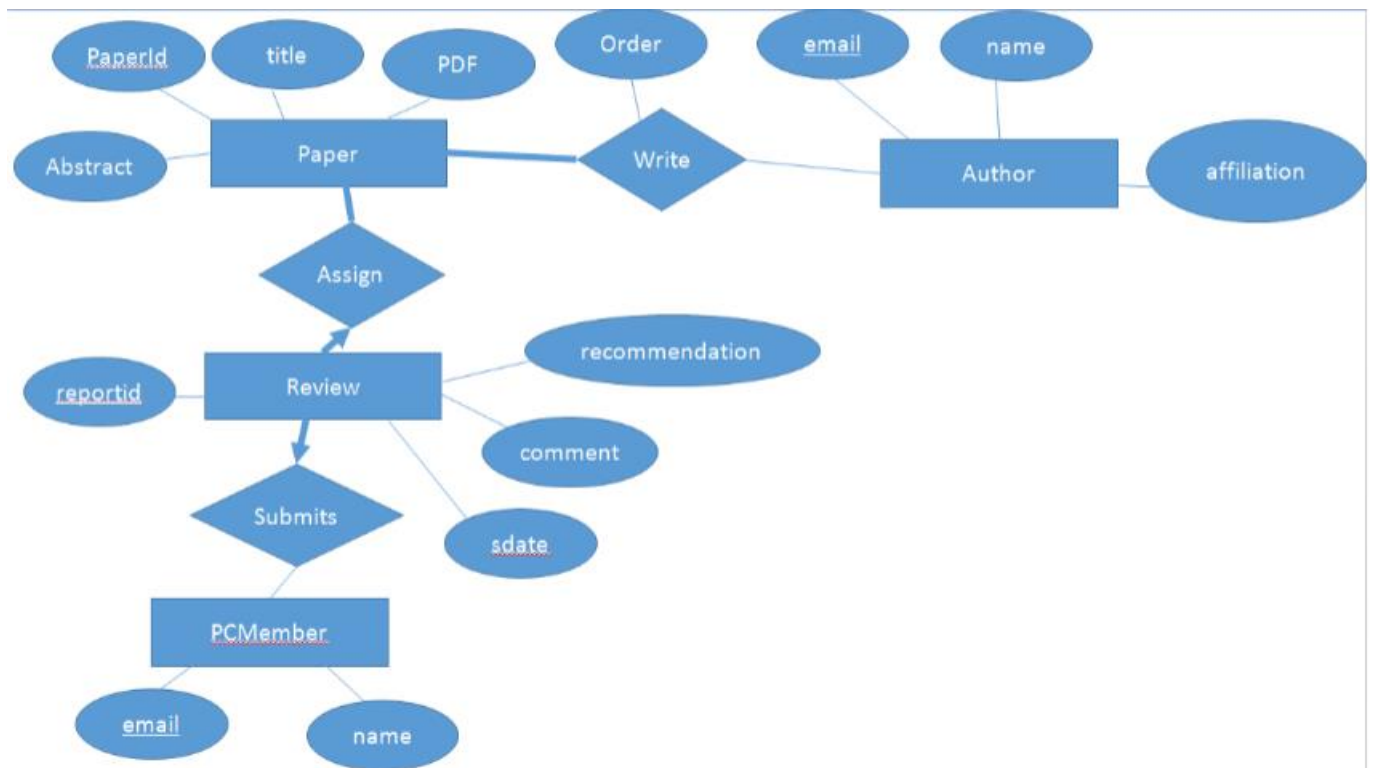 PaperId
title
PDF
Order
email
name
Abstract
Paper
Write
Author
affiliation
Assign
reportid
Review
recommendation
comment
Submits
sdate
PCMember
email
name